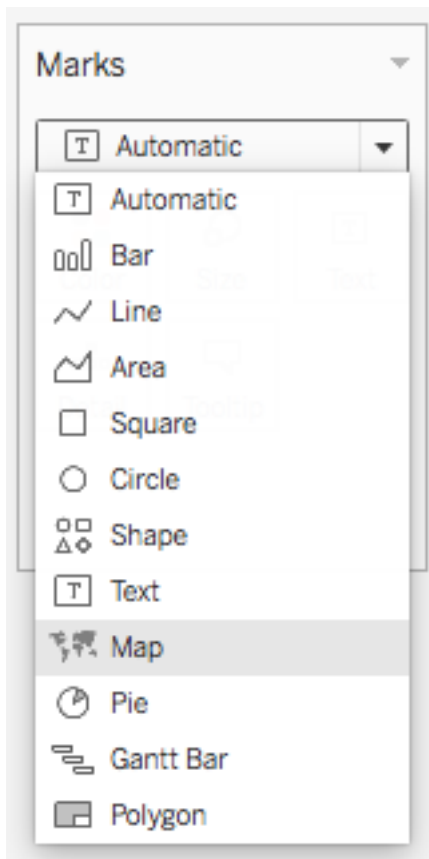 Marks
Automatic
Automatic
Bar
Line
Area
Square
Circle
Shape
Text
Map
Pie
Gantt Bar
Polygon